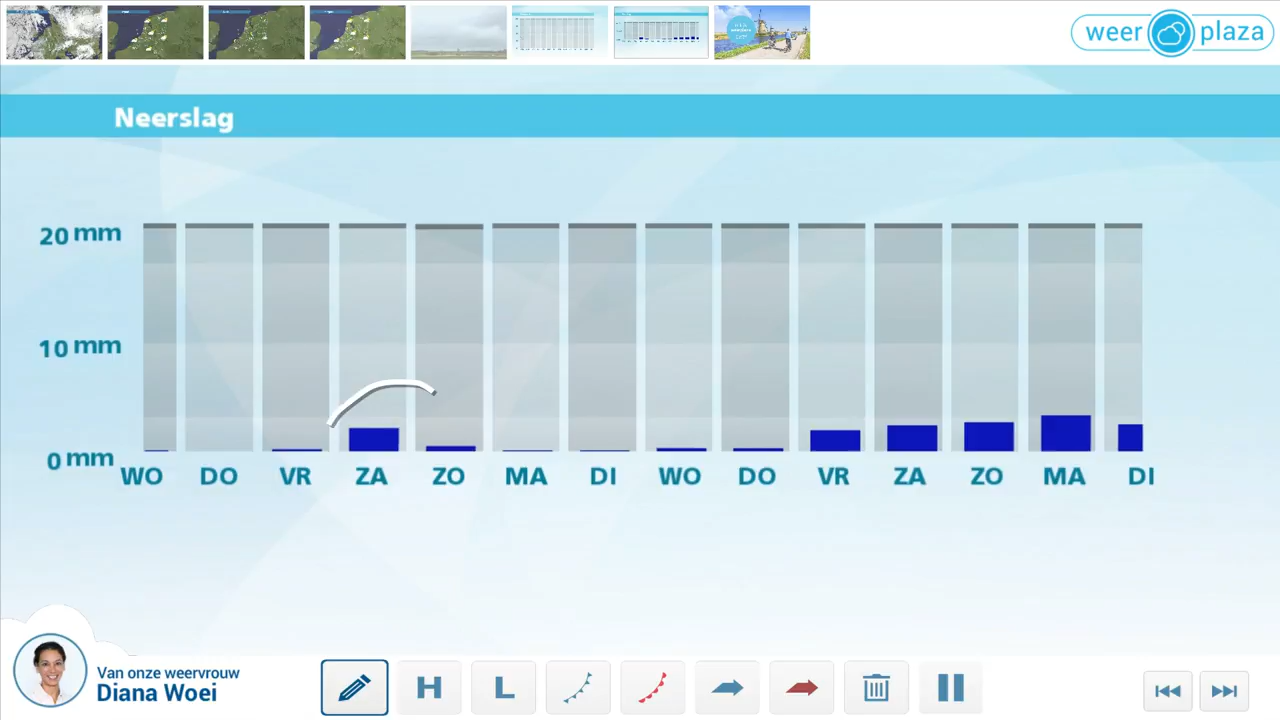 weer plaza
Neerslag
20 mm
10 mm
0 mm
WO DO VR ZA ZO MA DI WO DO VR ZA ZO MA DI
Van onze weervrouw
Diana Woei
H L